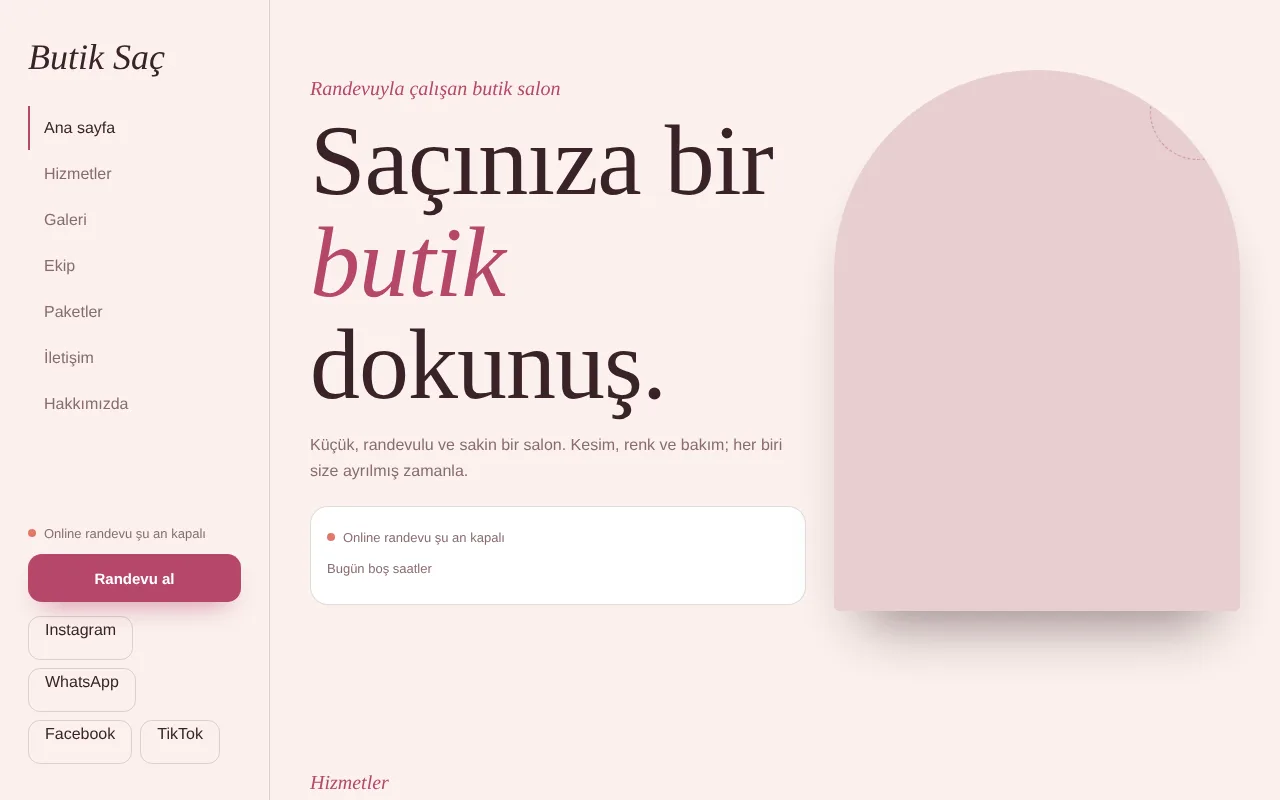 Butik Saç
Ana sayfa
Hizmetler
Galeri
Ekip
Paketler
İletişim
Hakkımızda
Online randevu şu an kapalı
Randevu al
Instagram
WhatsApp
Facebook
TikTok
Randevuyla çalışan butik salon
Saçınıza bir
butik
dokunuş.
Küçük, randevulu ve sakin bir salon. Kesim, renk ve bakım; her biri
size ayrılmış zamanla.
Online randevu şu an kapalı
Bugün boş saatler
Hizmetler